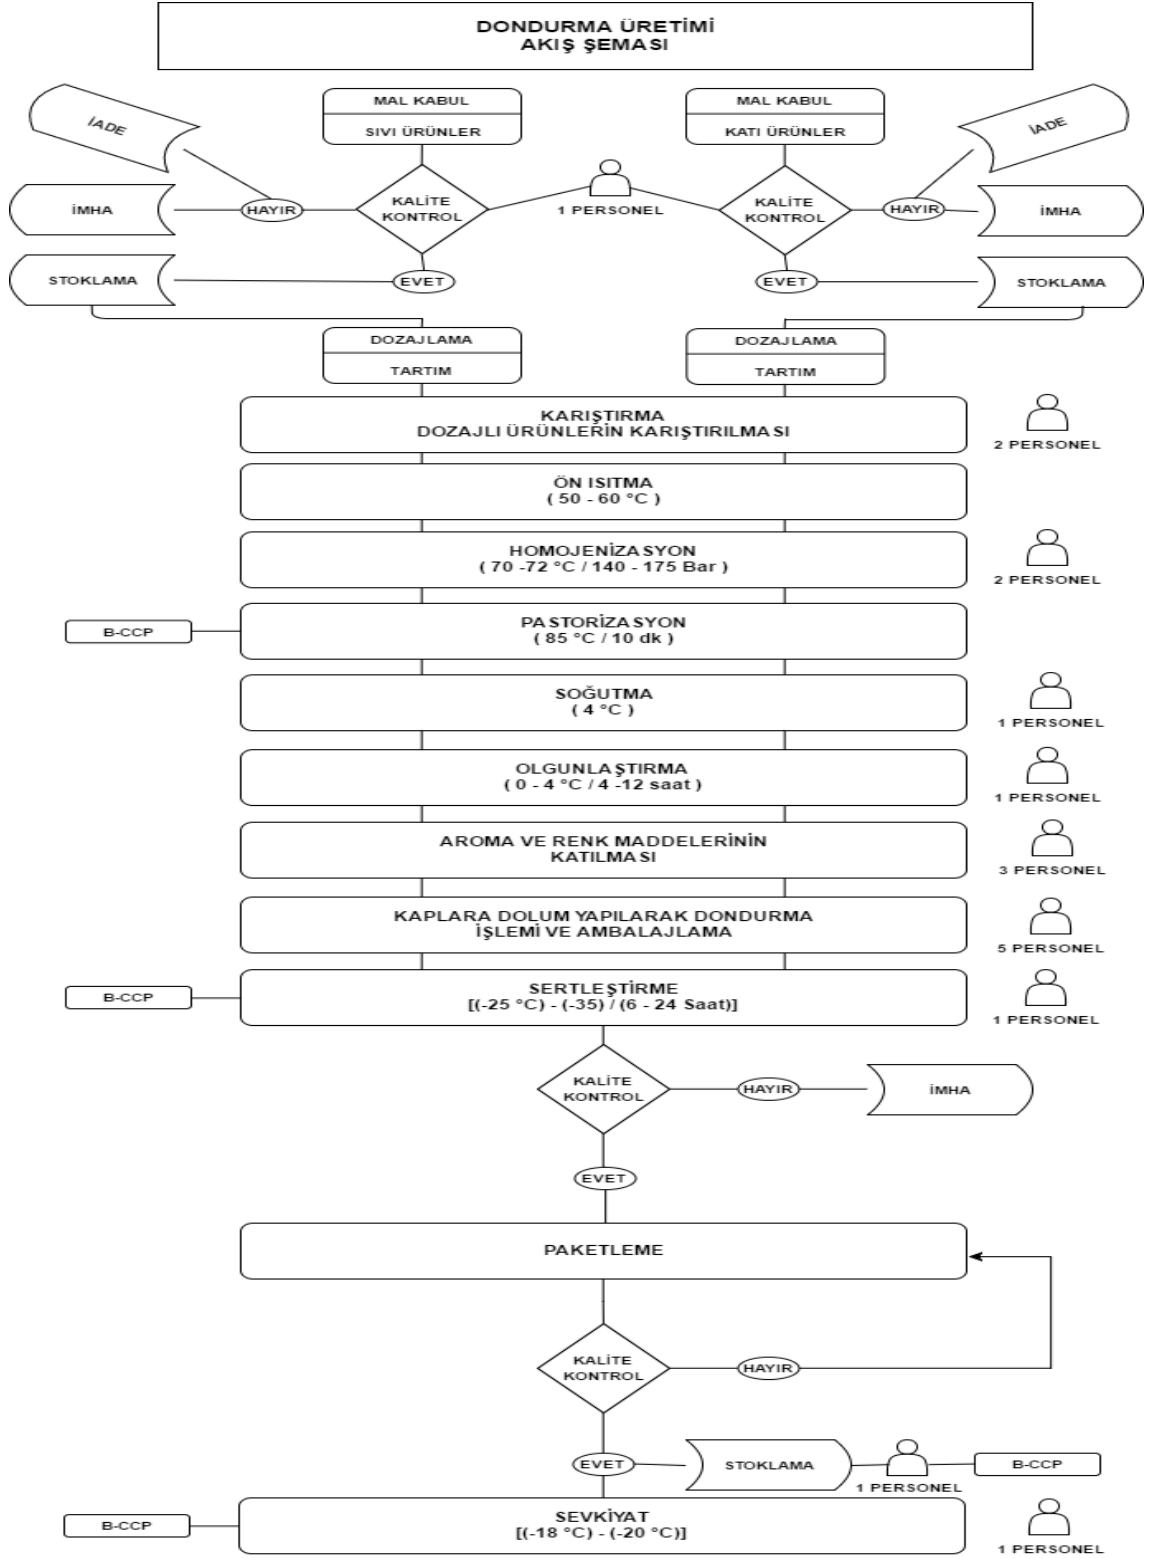 DONDURMA ÜRETİMİ
AKIŞ ŞEMASI
MAL KABUL
SIVI ÜRÜNLER
MAL KABUL
KATI ÜRÜNLER
İADE
İADE
KALİTE
KONTROL
1 PERSONEL
KALİTE
KONTROL
İMHA
HAYIR
HAYIR
İMHA
STOKLAMA
EVET
EVET
STOKLAMA
DOZAJLAMA
TARTIM
DOZAJLAMA
TARTIM
KARIŞTIRMA
DOZAJLI ÜRÜNLERİN KARIŞTIRILMASI
2 PERSONEL
ÖN ISITMA
( 50 - 60 °C )
HOMOJENİZASYON
( 70 -72 °C / 140 - 175 Bar )
2 PERSONEL
B-CCP
PASTORİZASYON
( 85 °C / 10 dk )
SOĞUTMA
( 4 °C )
1 PERSONEL
OLGUNLAŞTIRMA
( 0 - 4 °C / 4 -12 saat )
1 PERSONEL
AROMA VE RENK MADDELERİNİN
KATILMASI
3 PERSONEL
KAPLARA DOLUM YAPILARAK DONDURMA
İŞLEMİ VE AMBALAJLAMA
5 PERSONEL
B-CCP
SERTLEŞTİRME
[(-25 °C) - (-35) / (6 - 24 Saat)]
1 PERSONEL
KALİTE
KONTROL
HAYIR
İMHA
EVET
PAKETLEME
KALİTE
KONTROL
HAYIR
EVET
STOKLAMA
1 PERSONEL
B-CCP
B-CCP
SEVKİYAT
[(-18 °C) - (-20 °C)]
1 PERSONEL